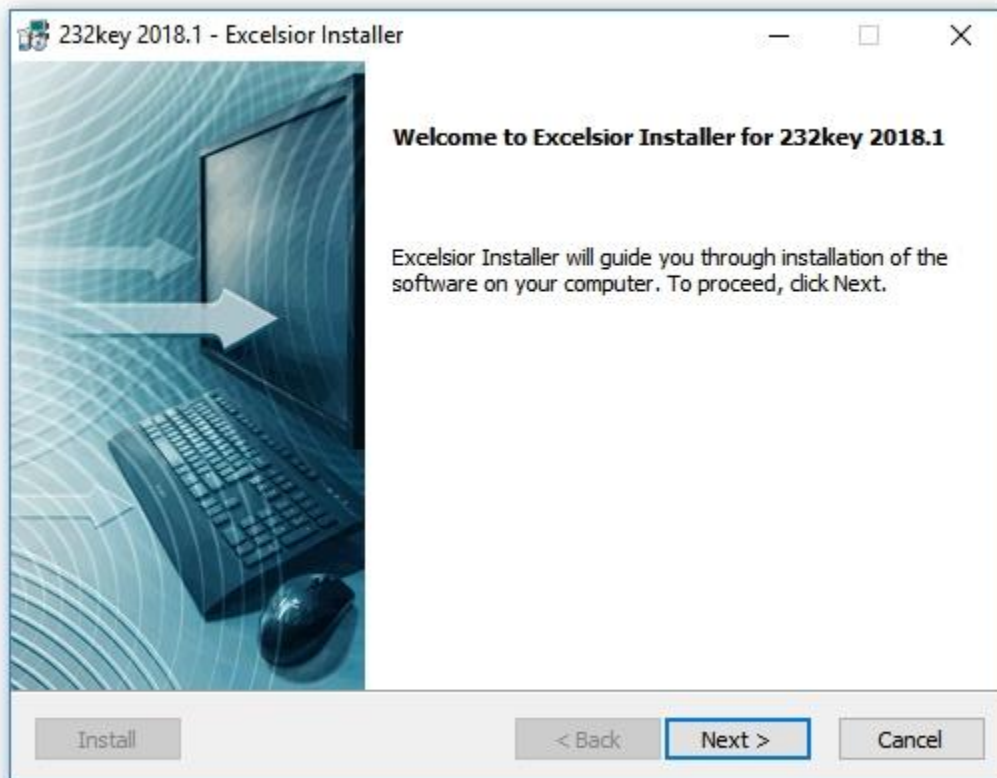 232key 2018.1 - Excelsior Installer
Welcome to Excelsior Installer for 232key 2018.1
Excelsior Installer will guide you through installation of the
software on your computer. To proceed, click Next.
Install
< Back
Next >
Cancel